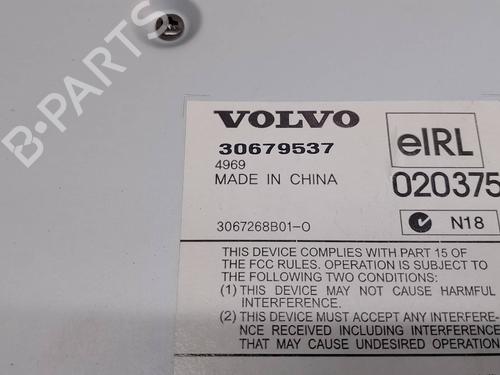 VOLVO
30679537
4969
MADE IN CHINA
eIRL
020375
3067268B01-O
N18
THIS DEVICE COMPLIES WITH PART 15 OF
THE FCC RULES. OPERATION IS SUBJECT TO
THE FOLLOWING TWO CONDITIONS:
(1) THIS DEVICE MAY NOT CAUSE HARMFUL
INTERFERENCE.
(2) THIS DEVICE MUST ACCEPT ANY INTERFERE-
NCE RECEIVED INCLUDING INTERFERENCE
THAT MAY CAUSE UNDESIRED OPERATION
B-PARTS